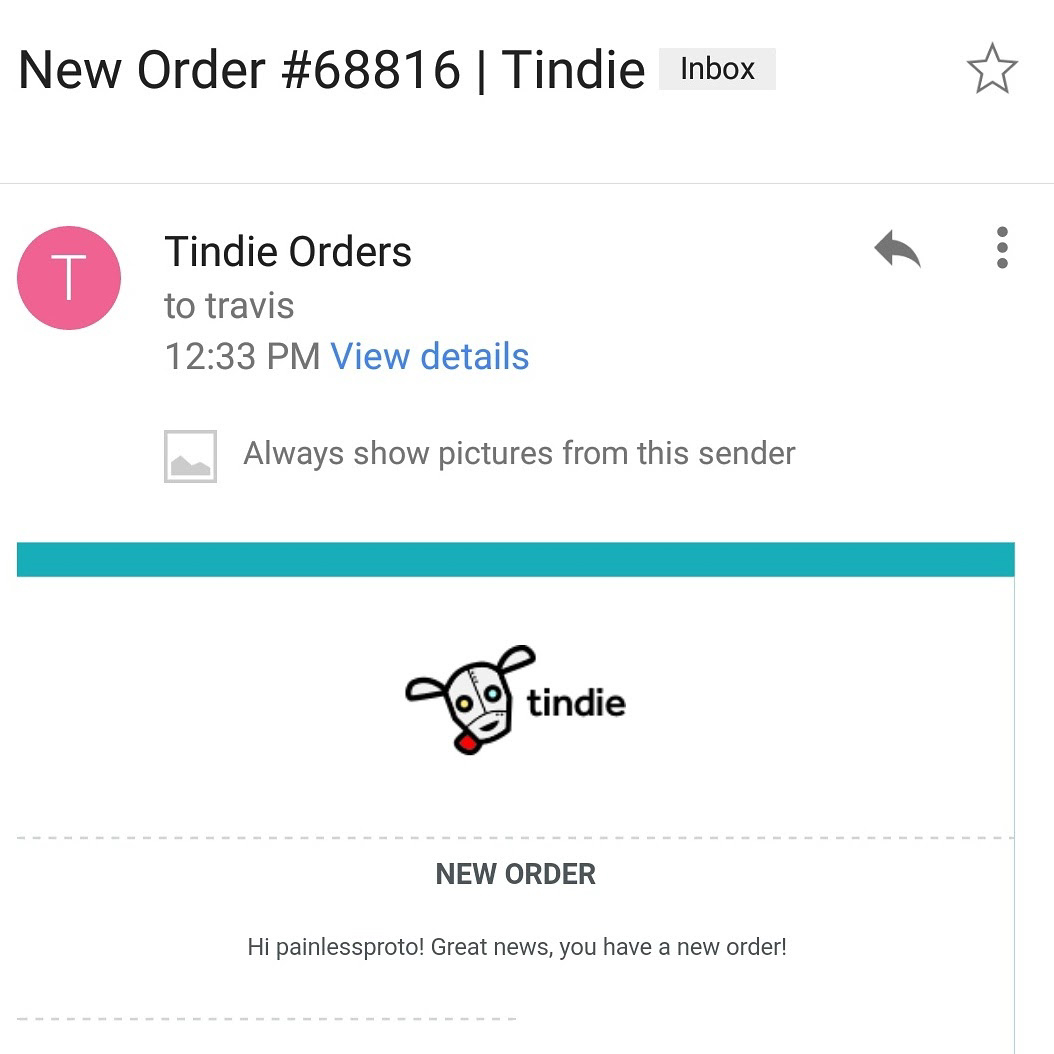 New Order #68816 | Tindie Inbox
T
Tindie Orders
to travis
12:33 PM View details
Always show pictures from this sender
tindie
NEW ORDER
Hi painlessproto! Great news, you have a new order!